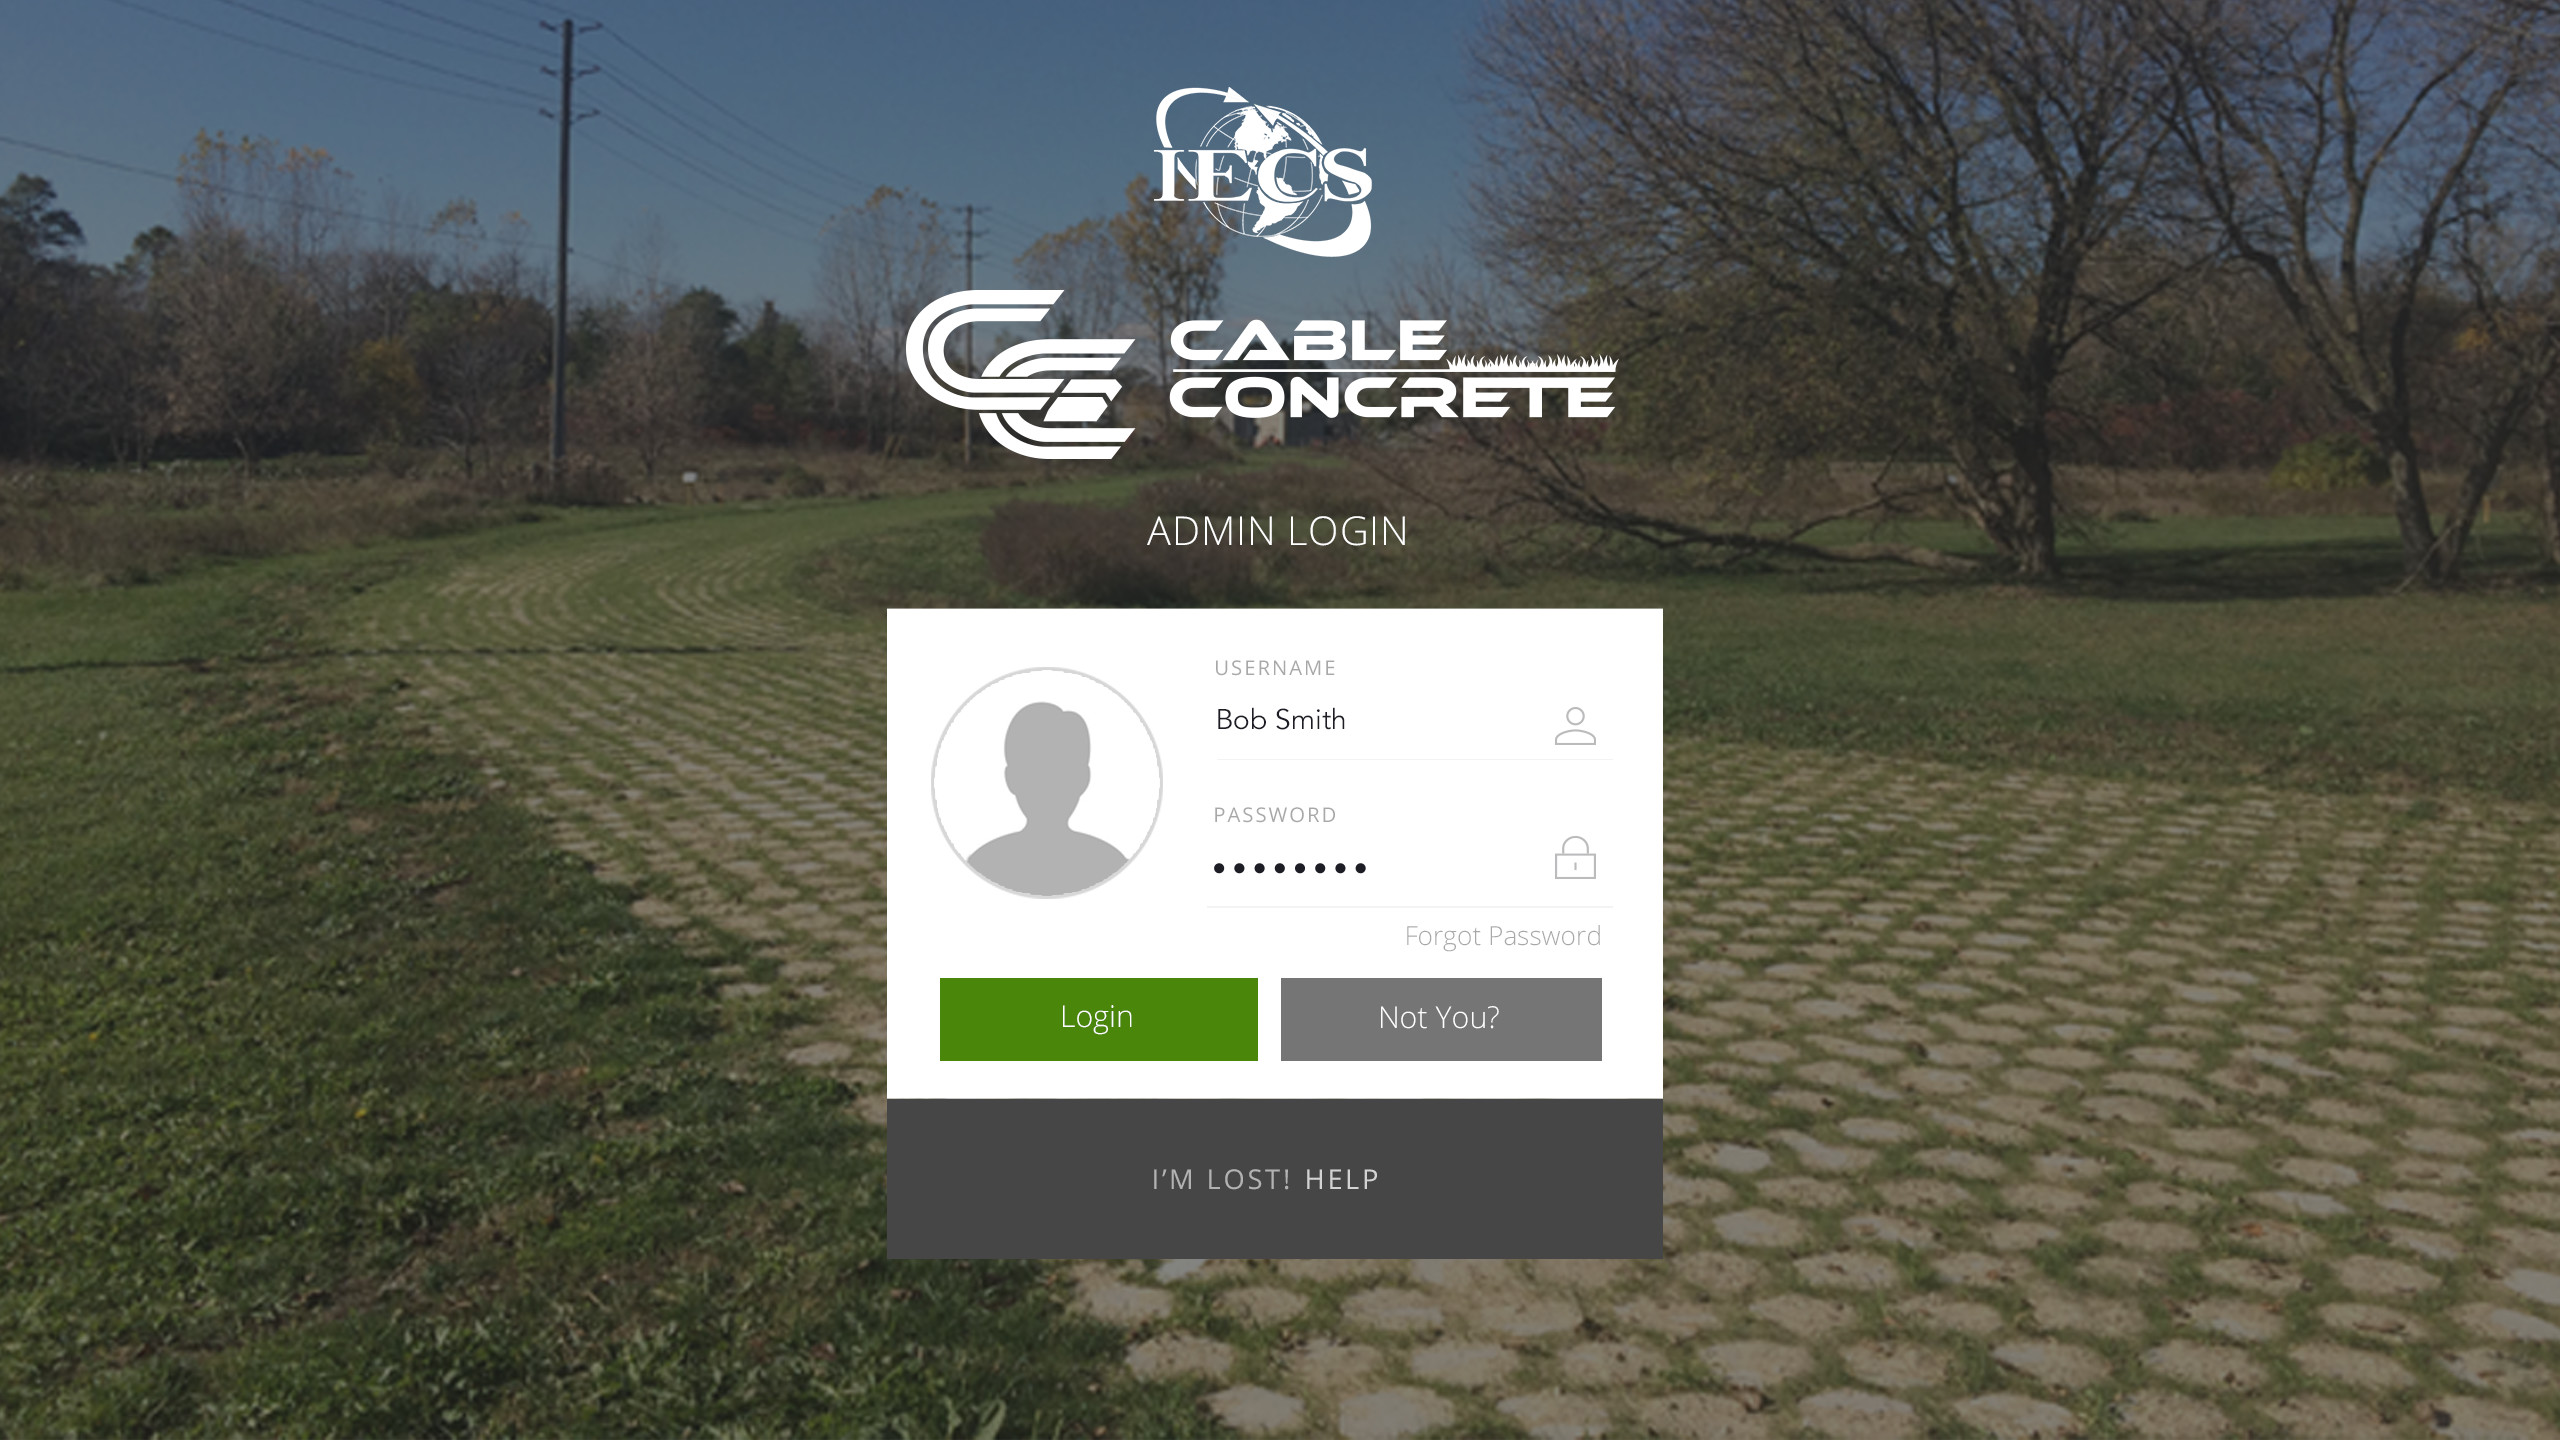 IECS
CABLE
CONCRETE
ADMIN LOGIN
USERNAME
Bob Smith
PASSWORD
••••••••
Forgot Password
Login
Not You?
I'M LOST! HELP